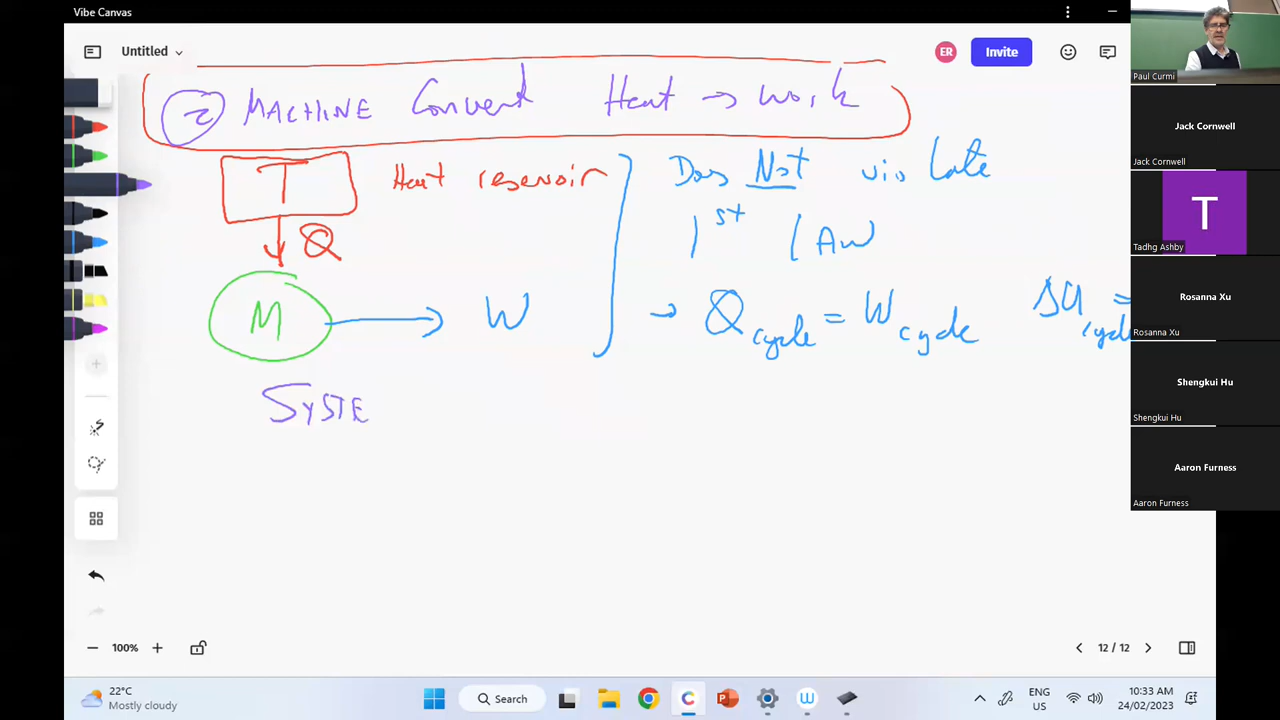 Vibe Canvas
Untitled
ER
Invite
② MACHINE Convert Heat → work
T
Heat reservoir
Q
M
W
Does Not violate
1st LAW
→ Q cycle = W cycle
ΔU cycle =
SYSTE
Paul Curmi
Jack Cornwell
Jack Cornwell
T
Tadhg Ashby
Rosanna Xu
Rosanna Xu
Shengkui Hu
Shengkui Hu
Aaron Furness
Aaron Furness
100%
12 / 12
22°C
Mostly cloudy
Search
ENG
US
10:33 AM
24/02/2023